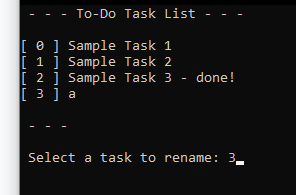 - - - To-Do Task List - - -
[ 0 ] Sample Task 1
[ 1 ] Sample Task 2
[ 2 ] Sample Task 3 - done!
[ 3 ] a
- - -
Select a task to rename: 3